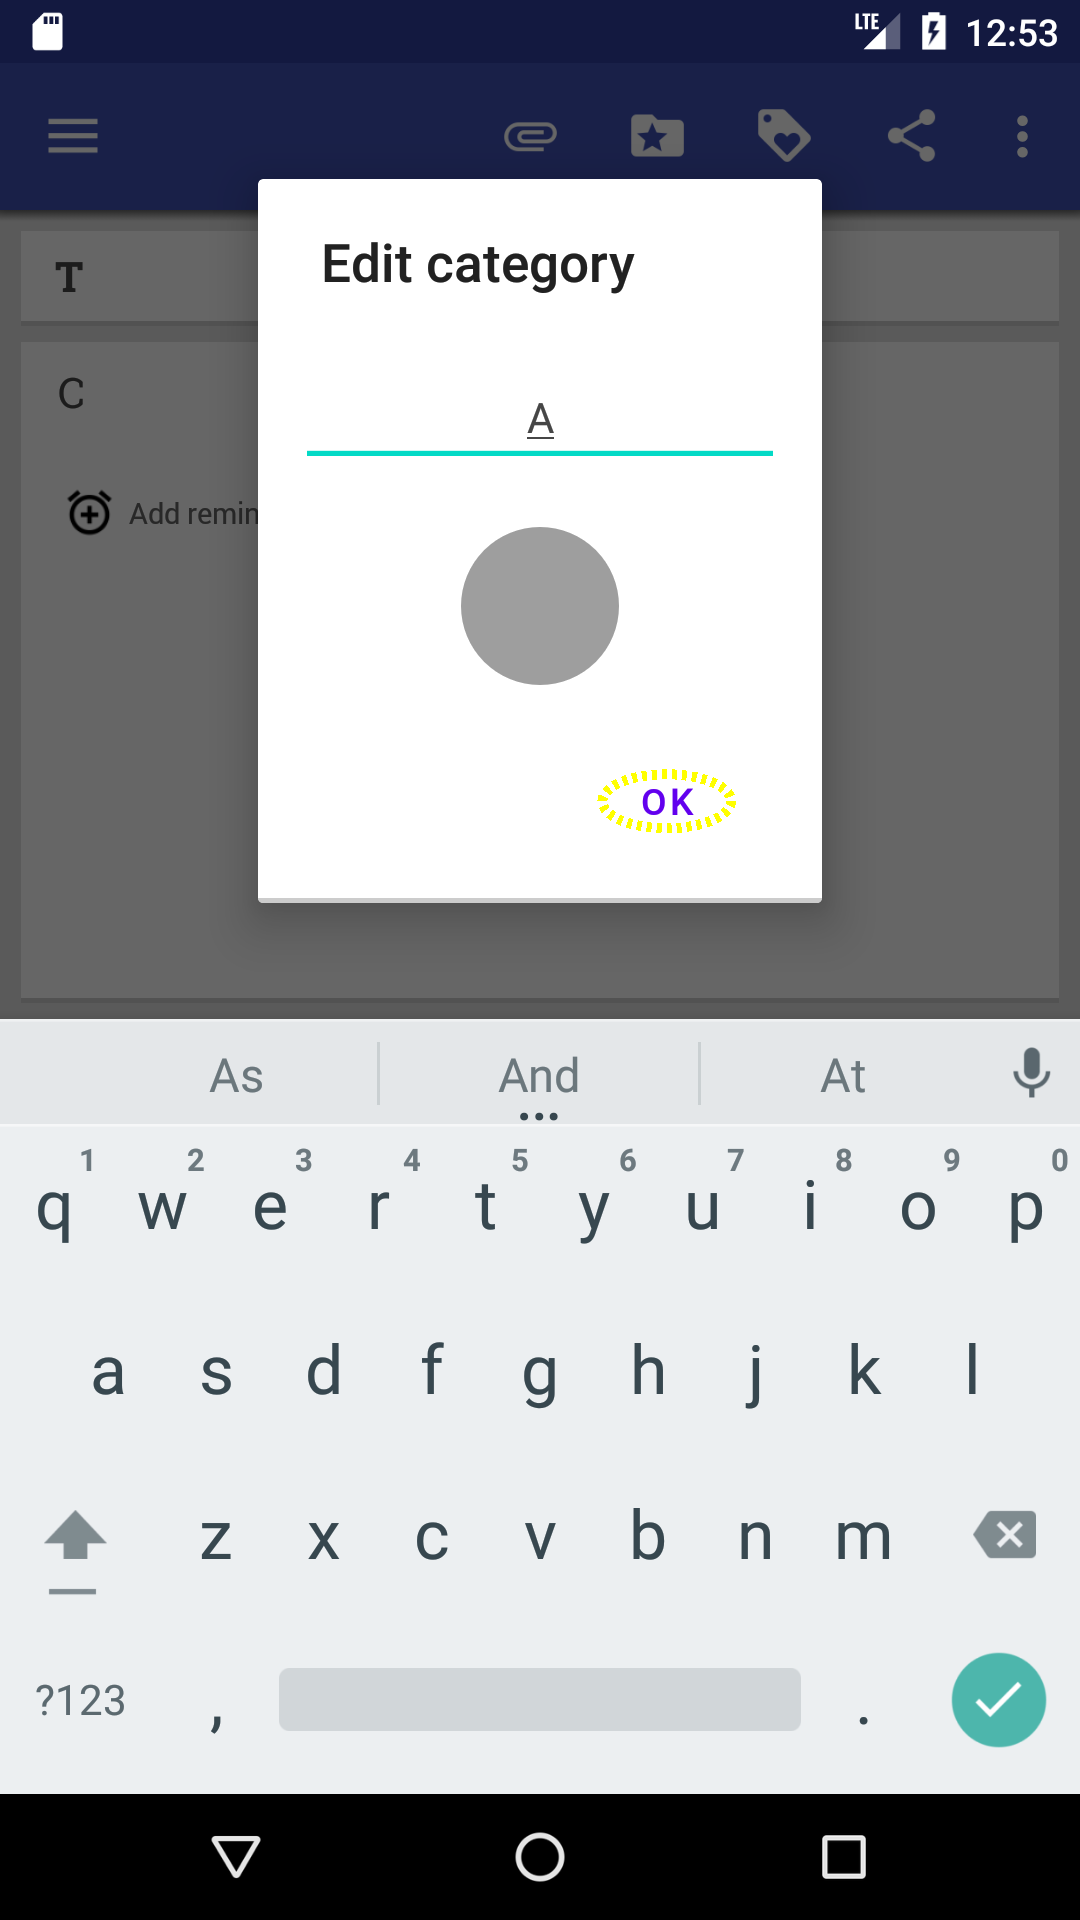 LTE 12:53
T
Edit category
A
C
Add remin
OK
As And At
1 2 3 4 5 6 7 8 9 0
q w e r t y u i o p
a s d f g h j k l
z x c v b n m
?123 , .